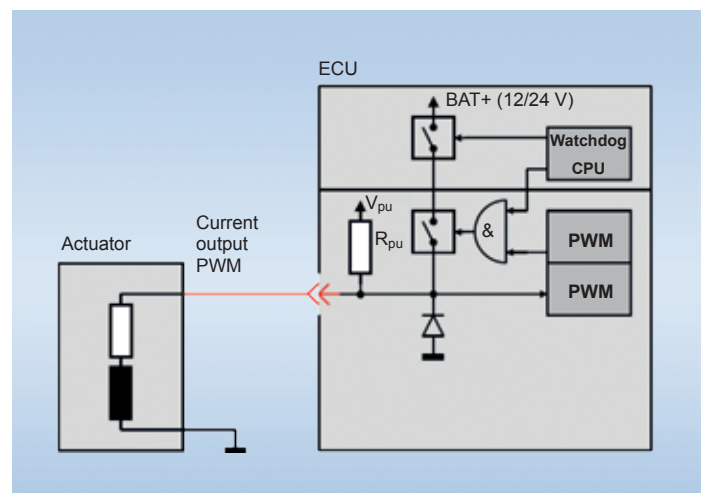 ECU
BAT+ (12/24 V)
Watchdog
CPU
Vpu
Rpu
&
PWM
PWM
Current
output
PWM
Actuator